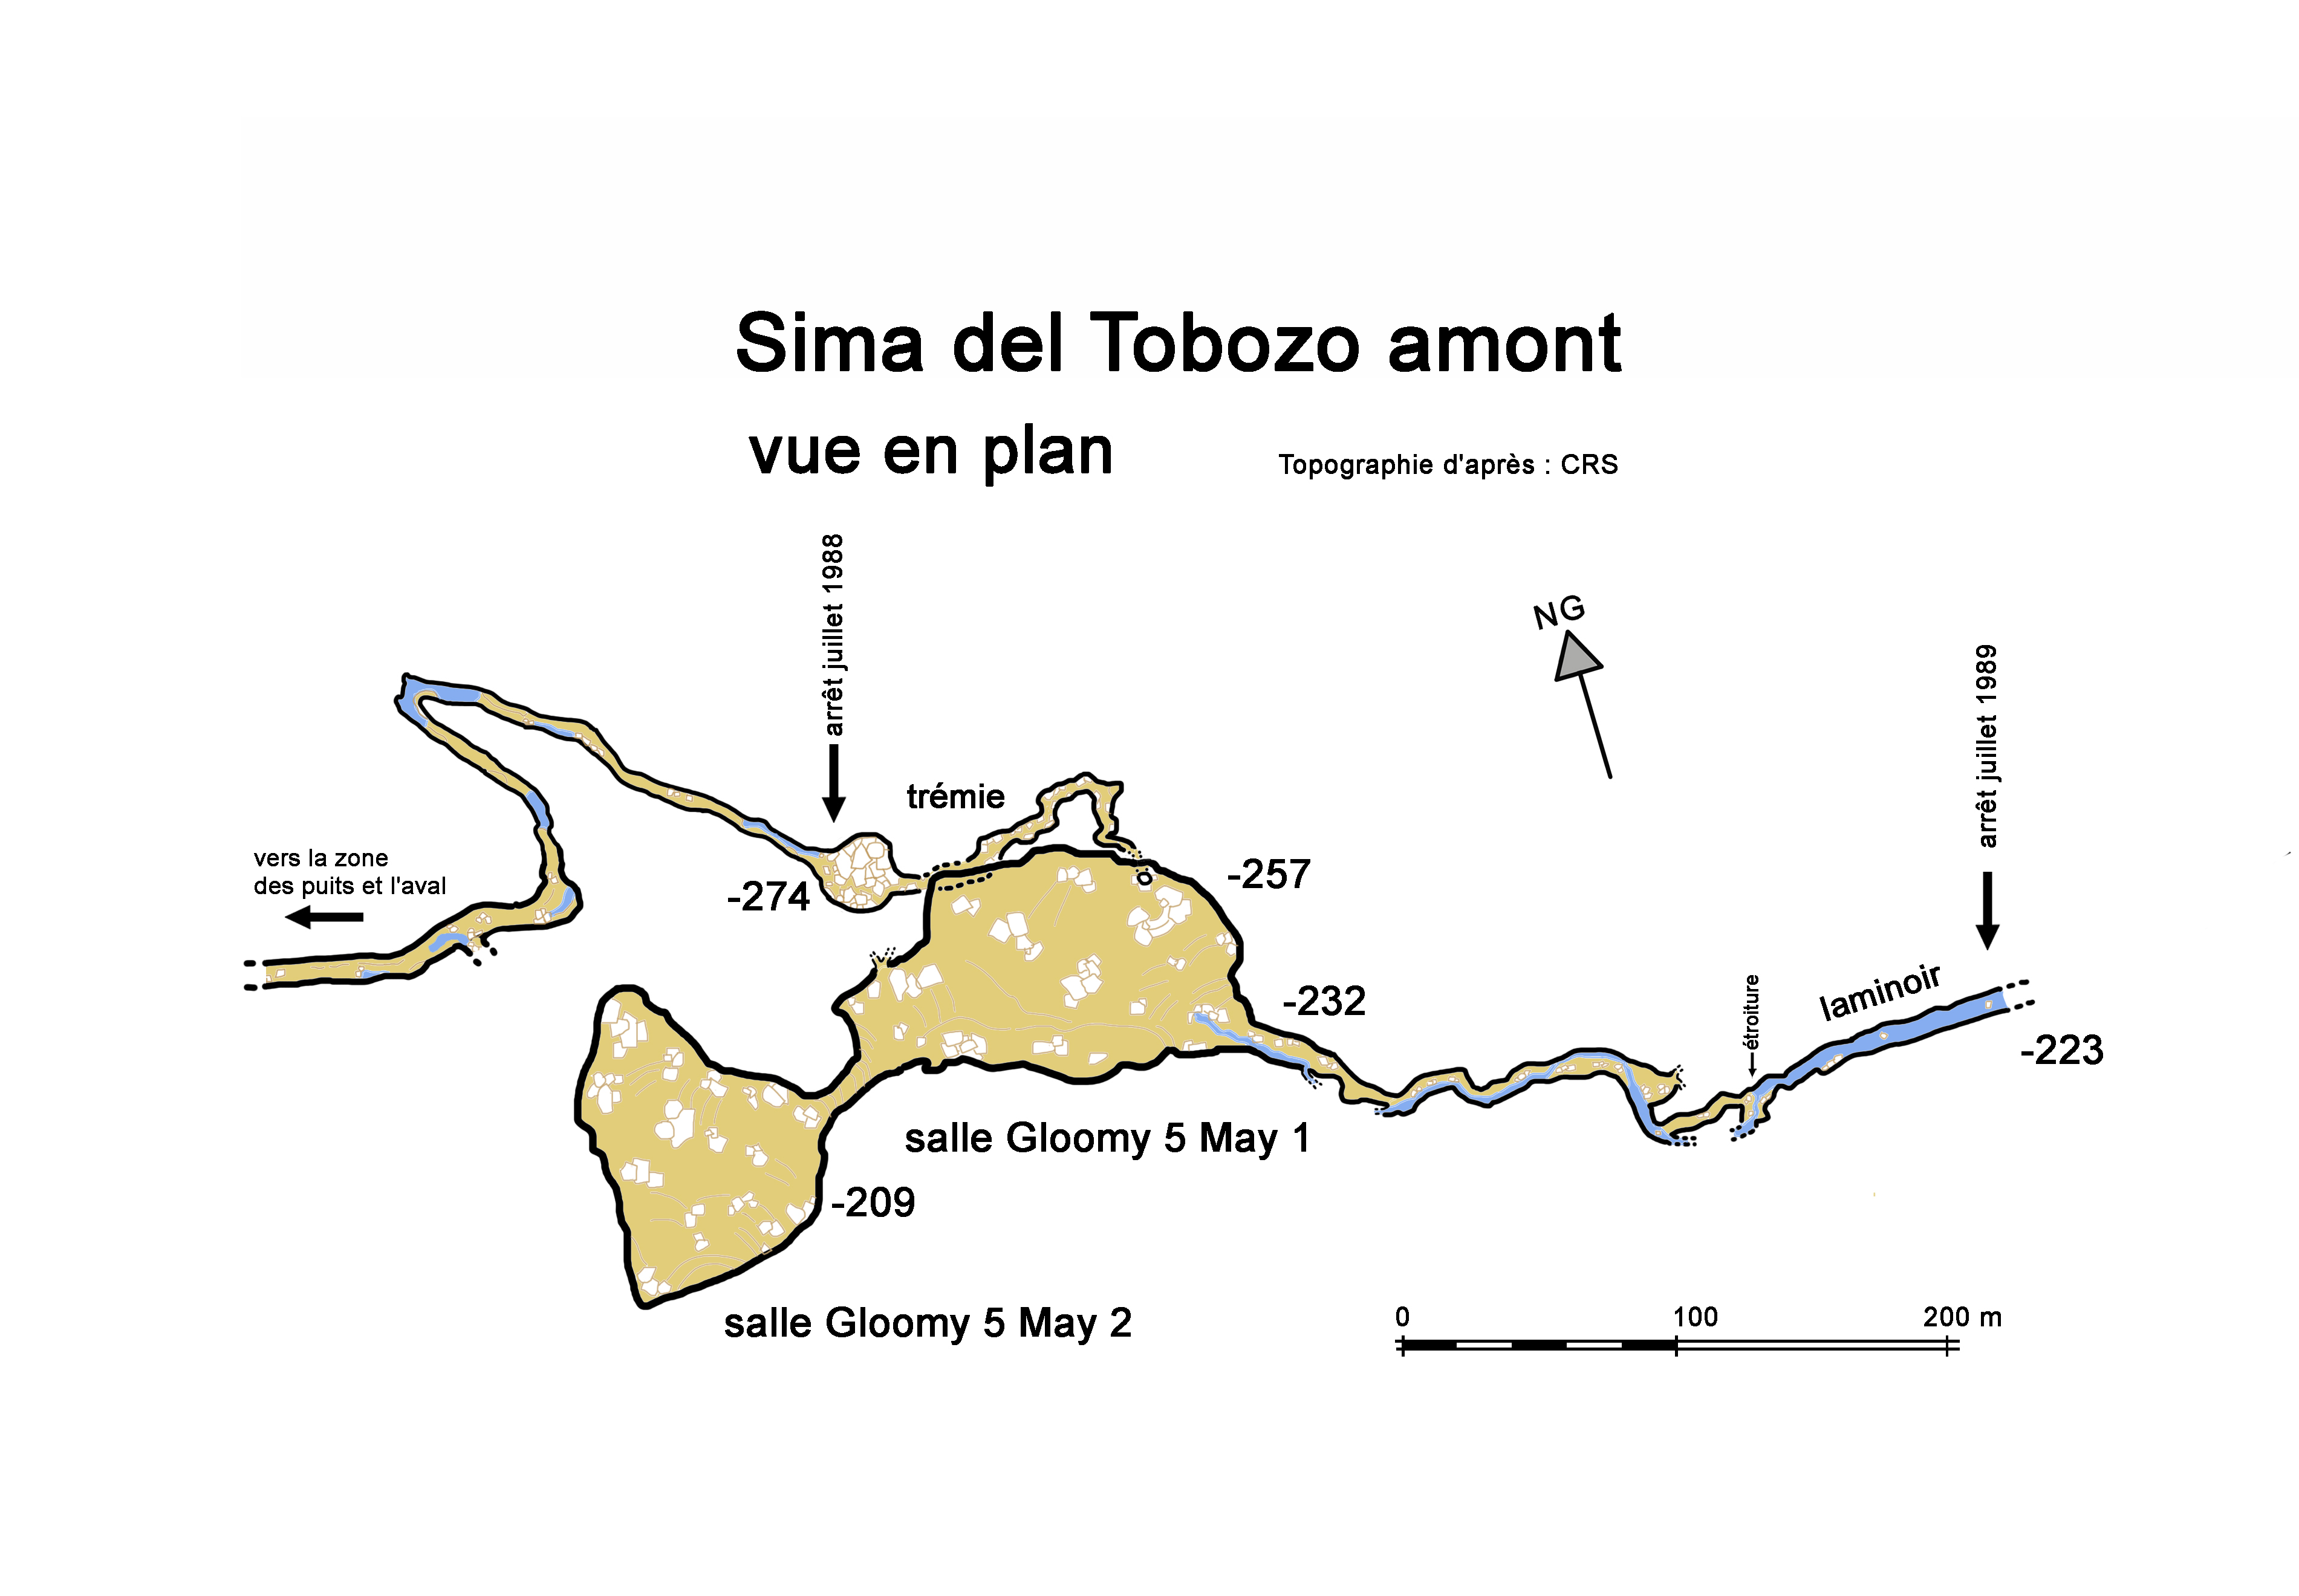 Sima del Tobozo amont
vue en plan
Topographie d'après : CRS
arrêt juillet 1988
NG
arrêt juillet 1989
trémie
vers la zone
des puits et l'aval
-274
-257
-232
étroiture
laminoir
-223
salle Gloomy 5 May 1
-209
salle Gloomy 5 May 2
0 100 200 m